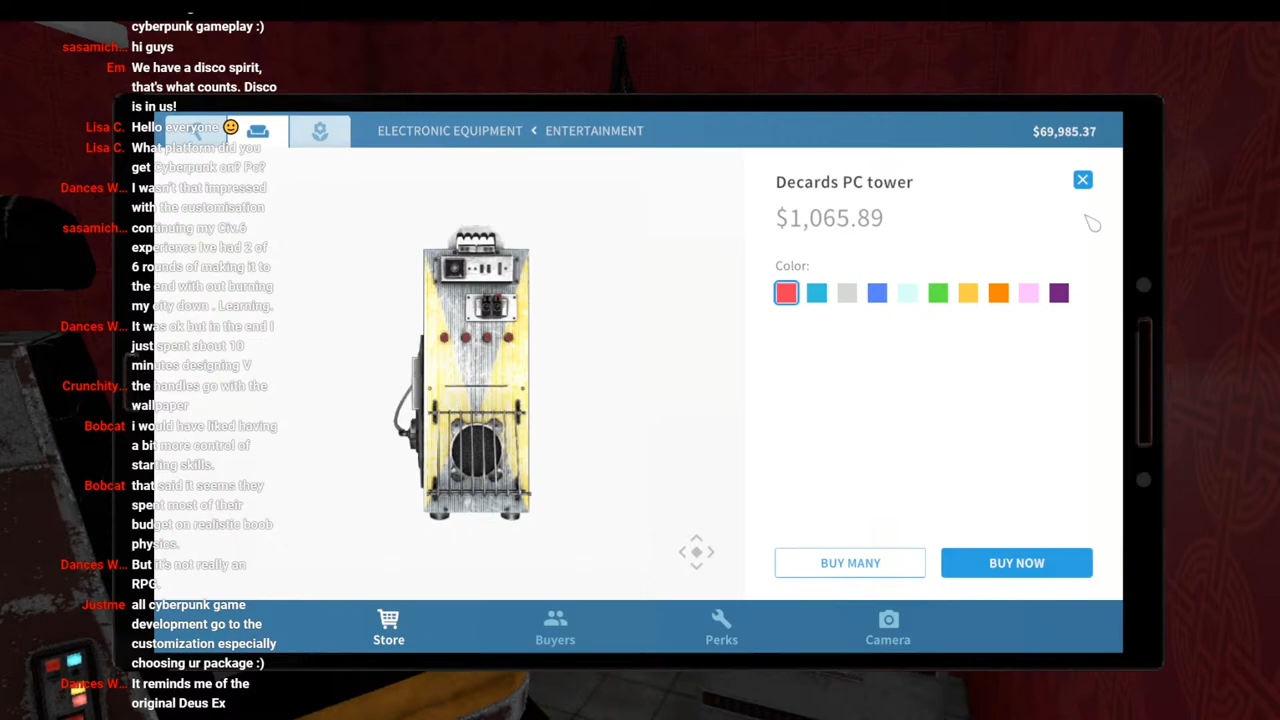 cyberpunk gameplay :)
sasamich... hi guys
Em We have a disco spirit,
that's what counts. Disco
is in us!
Lisa C. Hello everyone 🙂
Lisa C. What platform did you
get Cyberpunk on? Pc?
Dances W... I wasn't that impressed
with the customisation
sasamich... continuing my Civ.6
experience Ive had 2 of
6 rounds of making it to
the end with out burning
my city down . Learning.
Dances W... It was ok but in the end I
just spent about 10
minutes designing V
Crunchity... the handles go with the
wallpaper
Bobcat i would have liked having
a bit more control of
starting skills.
Bobcat that said it seems they
spent most of their
budget on realistic boob
physics.
Dances W... But it's not really an
RPG.
Justme all cyberpunk game
development go to the
customization especially
choosing ur package :)
Dances W... It reminds me of the
original Deus Ex
ELECTRONIC EQUIPMENT < ENTERTAINMENT
$69,985.37
Decards PC tower
$1,065.89
Color:
BUY MANY
BUY NOW
Store
Buyers
Perks
Camera